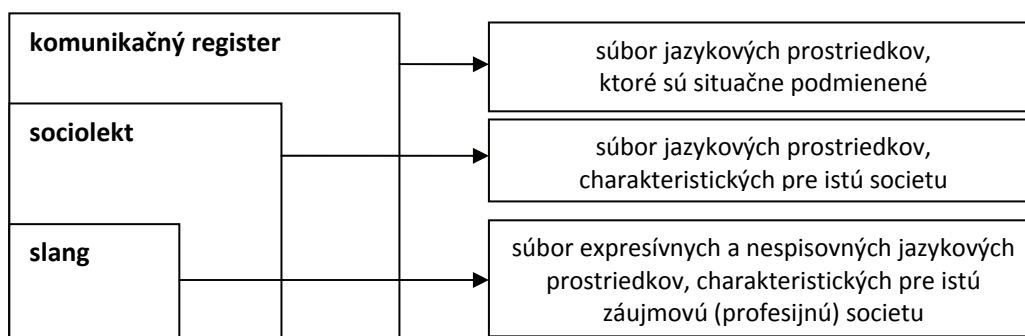 komunikačný register
súbor jazykových prostriedkov,
ktoré sú situačne podmienené
sociolekt
súbor jazykových prostriedkov,
charakteristických pre istú societu
slang
súbor expresívnych a nespisovných jazykových
prostriedkov, charakteristických pre istú
záujmovú (profesijnú) societu